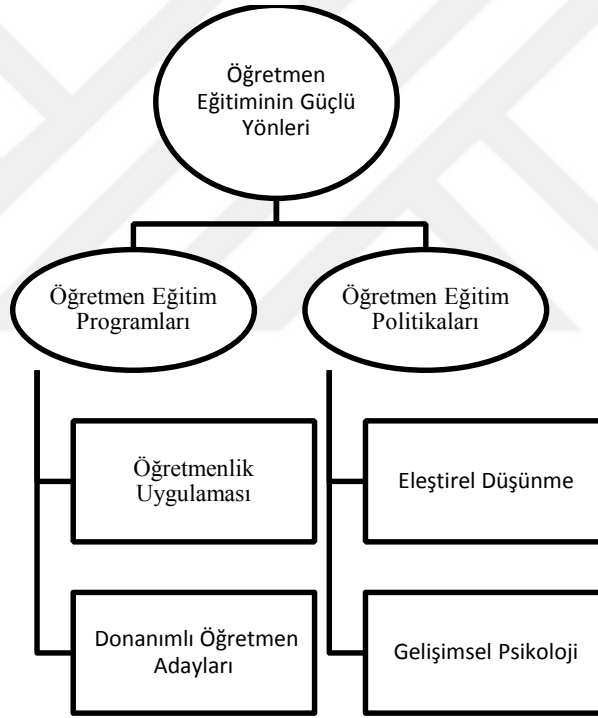 Öğretmen
Eğitiminin Güçlü
Yönleri
Öğretmen Eğitim
Programları
Öğretmen Eğitim
Politikaları
Öğretmenlik
Uygulaması
Eleştirel Düşünme
Donanımlı Öğretmen
Adayları
Gelişimsel Psikoloji